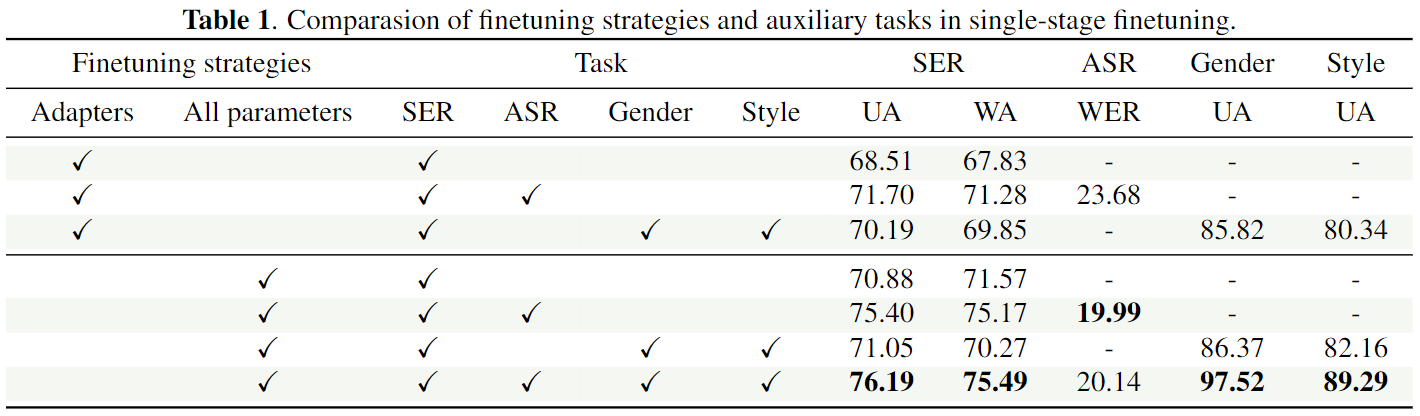 Table 1. Comparasion of finetuning strategies and auxiliary tasks in single-stage finetuning.
Finetuning strategies Task SER ASR Gender Style
Adapters All parameters SER ASR Gender Style UA WA WER UA UA
✓ ✓ 68.51 67.83 - - -
✓ ✓ ✓ 71.70 71.28 23.68 - -
✓ ✓ ✓ ✓ 70.19 69.85 - 85.82 80.34
✓ ✓ 70.88 71.57 - - -
✓ ✓ ✓ 75.40 75.17 19.99 - -
✓ ✓ ✓ ✓ 71.05 70.27 - 86.37 82.16
✓ ✓ ✓ ✓ ✓ 76.19 75.49 20.14 97.52 89.29